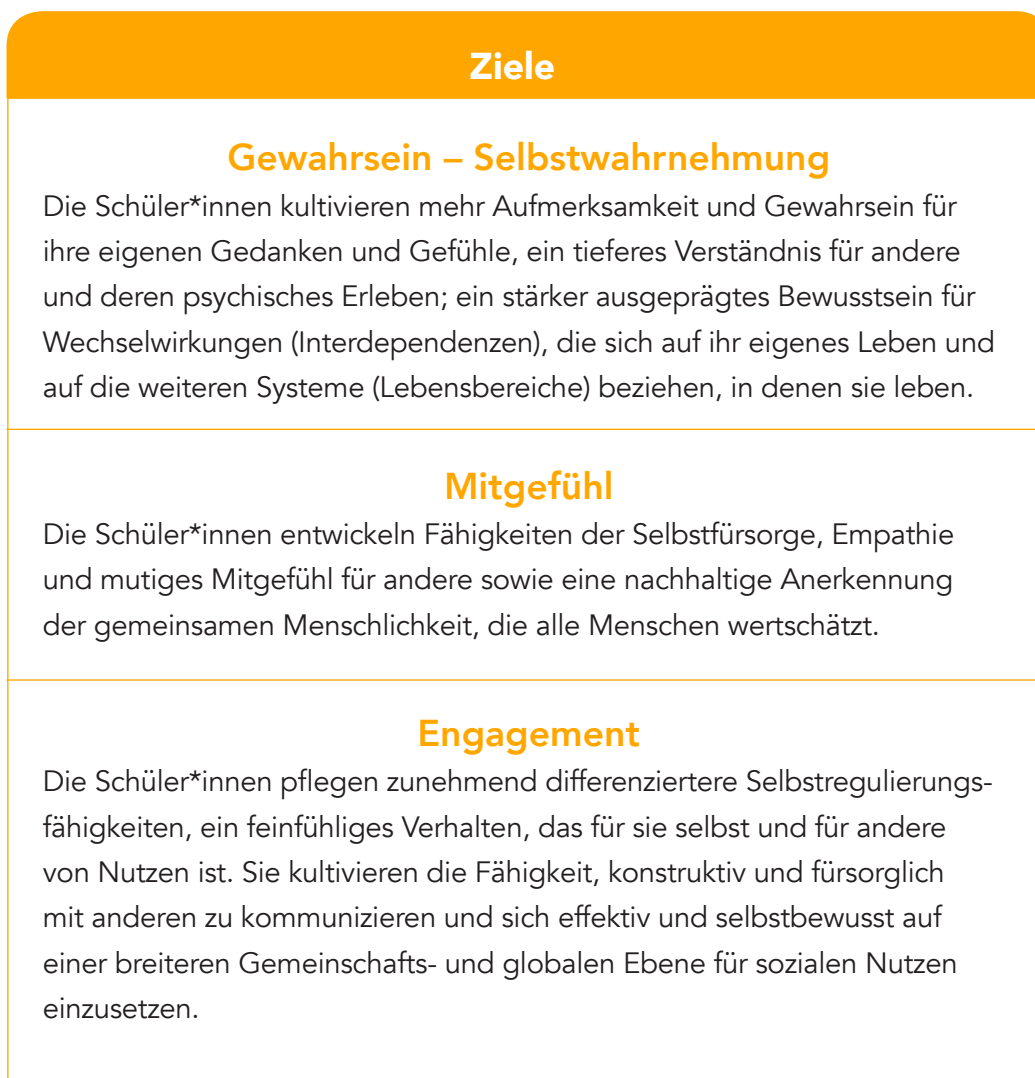 Ziele
Gewahrsein – Selbstwahrnehmung
Die Schüler*innen kultivieren mehr Aufmerksamkeit und Gewahrsein für
ihre eigenen Gedanken und Gefühle, ein tieferes Verständnis für andere
und deren psychisches Erleben; ein stärker ausgeprägtes Bewusstsein für
Wechselwirkungen (Interdependenzen), die sich auf ihr eigenes Leben und
auf die weiteren Systeme (Lebensbereiche) beziehen, in denen sie leben.
Mitgefühl
Die Schüler*innen entwickeln Fähigkeiten der Selbstfürsorge, Empathie
und mutiges Mitgefühl für andere sowie eine nachhaltige Anerkennung
der gemeinsamen Menschlichkeit, die alle Menschen wertschätzt.
Engagement
Die Schüler*innen pflegen zunehmend differenziertere Selbstregulierungs-
fähigkeiten, ein feinfühliges Verhalten, das für sie selbst und für andere
von Nutzen ist. Sie kultivieren die Fähigkeit, konstruktiv und fürsorglich
mit anderen zu kommunizieren und sich effektiv und selbstbewusst auf
einer breiteren Gemeinschafts- und globalen Ebene für sozialen Nutzen
einzusetzen.